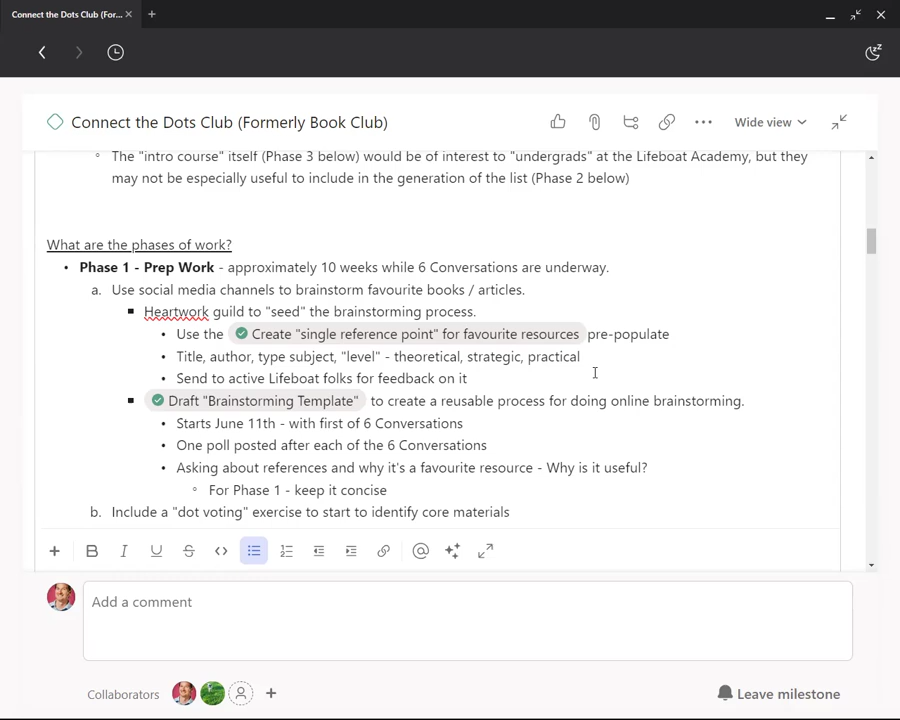 Connect the Dots Club (For...
Connect the Dots Club (Formerly Book Club)
Wide view
The "intro course" itself (Phase 3 below) would be of interest to "undergrads" at the Lifeboat Academy, but they
may not be especially useful to include in the generation of the list (Phase 2 below)
What are the phases of work?
• Phase 1 - Prep Work - approximately 10 weeks while 6 Conversations are underway.
a. Use social media channels to brainstorm favourite books / articles.
Heartwork guild to "seed" the brainstorming process.
• Use the Create "single reference point" for favourite resources pre-populate
• Title, author, type subject, "level" - theoretical, strategic, practical
• Send to active Lifeboat folks for feedback on it
Draft "Brainstorming Template" to create a reusable process for doing online brainstorming.
• Starts June 11th - with first of 6 Conversations
• One poll posted after each of the 6 Conversations
• Asking about references and why it's a favourite resource - Why is it useful?
For Phase 1 - keep it concise
b. Include a "dot voting" exercise to start to identify core materials
Add a comment
Collaborators
Leave milestone